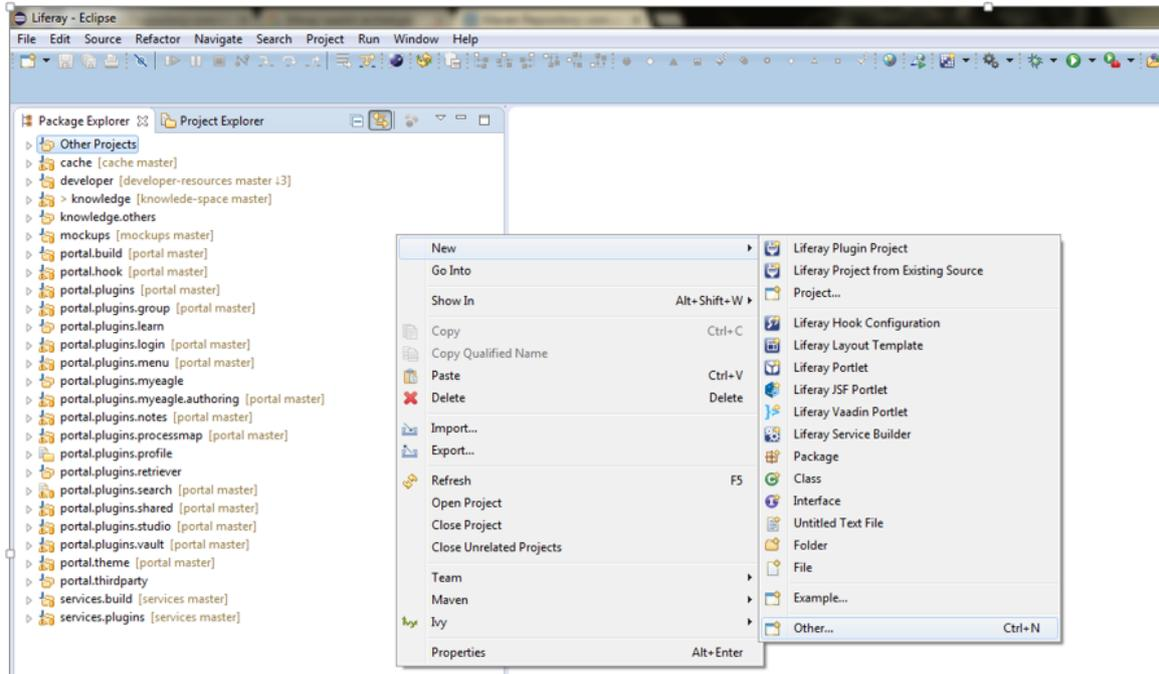 Liferay - Eclipse
File Edit Source Refactor Navigate Search Project Run Window Help
Package Explorer Project Explorer
Other Projects
cache [cache master]
developer [developer-resources master ↓3]
> knowledge [knowlede-space master]
knowledge.others
mockups [mockups master]
portal.build [portal master]
portal.hook [portal master]
portal.plugins [portal master]
portal.plugins.group [portal master]
portal.plugins.learn
portal.plugins.login [portal master]
portal.plugins.menu [portal master]
portal.plugins.myeagle
portal.plugins.myeagle.authoring [portal master]
portal.plugins.notes [portal master]
portal.plugins.processmap [portal master]
portal.plugins.profile
portal.plugins.retriever
portal.plugins.search [portal master]
portal.plugins.shared [portal master]
portal.plugins.studio [portal master]
portal.plugins.vault [portal master]
portal.theme [portal master]
portal.thirdparty
services.build [services master]
services.plugins [services master]
New
Go Into
Show In Alt+Shift+W
Copy Ctrl+C
Copy Qualified Name
Paste Ctrl+V
Delete Delete
Import...
Export...
Refresh F5
Open Project
Close Project
Close Unrelated Projects
Team
Maven
Ivy
Properties Alt+Enter
Liferay Plugin Project
Liferay Project from Existing Source
Project...
Liferay Hook Configuration
Liferay Layout Template
Liferay Portlet
Liferay JSF Portlet
Liferay Vaadin Portlet
Liferay Service Builder
Package
Class
Interface
Untitled Text File
Folder
File
Example...
Other... Ctrl+N